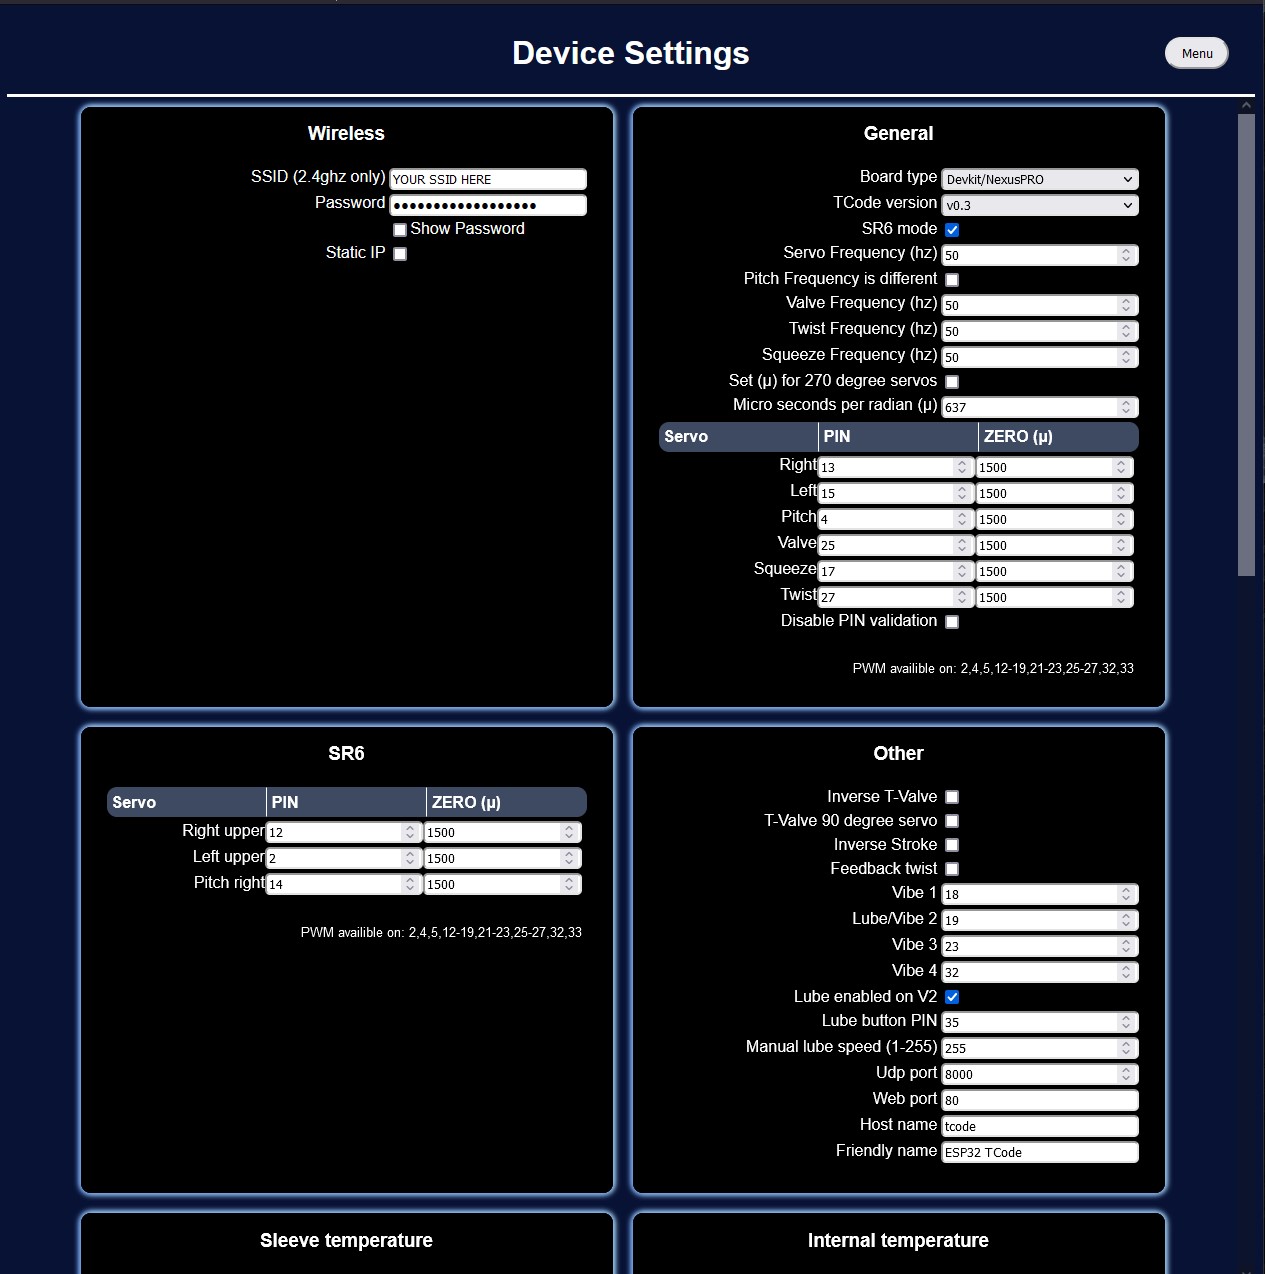 Device Settings
Menu
Wireless
SSID (2.4ghz only) YOUR SSID HERE
Password ••••••••••••••••••
Show Password
Static IP
General
Board type Devkit/NexusPRO
TCode version v0.3
SR6 mode
Servo Frequency (hz) 50
Pitch Frequency is different
Valve Frequency (hz) 50
Twist Frequency (hz) 50
Squeeze Frequency (hz) 50
Set (µ) for 270 degree servos
Micro seconds per radian (µ) 637
Servo PIN ZERO (µ)
Right 13 1500
Left 15 1500
Pitch 4 1500
Valve 25 1500
Squeeze 17 1500
Twist 27 1500
Disable PIN validation
PWM availible on: 2,4,5,12-19,21-23,25-27,32,33
SR6
Servo PIN ZERO (µ)
Right upper 12 1500
Left upper 2 1500
Pitch right 14 1500
PWM availible on: 2,4,5,12-19,21-23,25-27,32,33
Other
Inverse T-Valve
T-Valve 90 degree servo
Inverse Stroke
Feedback twist
Vibe 1 18
Lube/Vibe 2 19
Vibe 3 23
Vibe 4 32
Lube enabled on V2
Lube button PIN 35
Manual lube speed (1-255) 255
Udp port 8000
Web port 80
Host name tcode
Friendly name ESP32 TCode
Sleeve temperature
Internal temperature